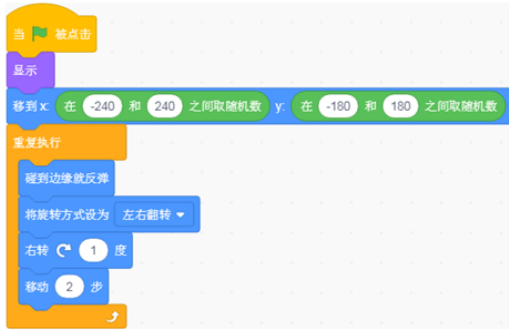 当 被点击
显示
移到 x: 在 -240 和 240 之间取随机数 y: 在 -180 和 180 之间取随机数
重复执行
碰到边缘就反弹
将旋转方式设为 左右翻转
右转 1 度
移动 2 步